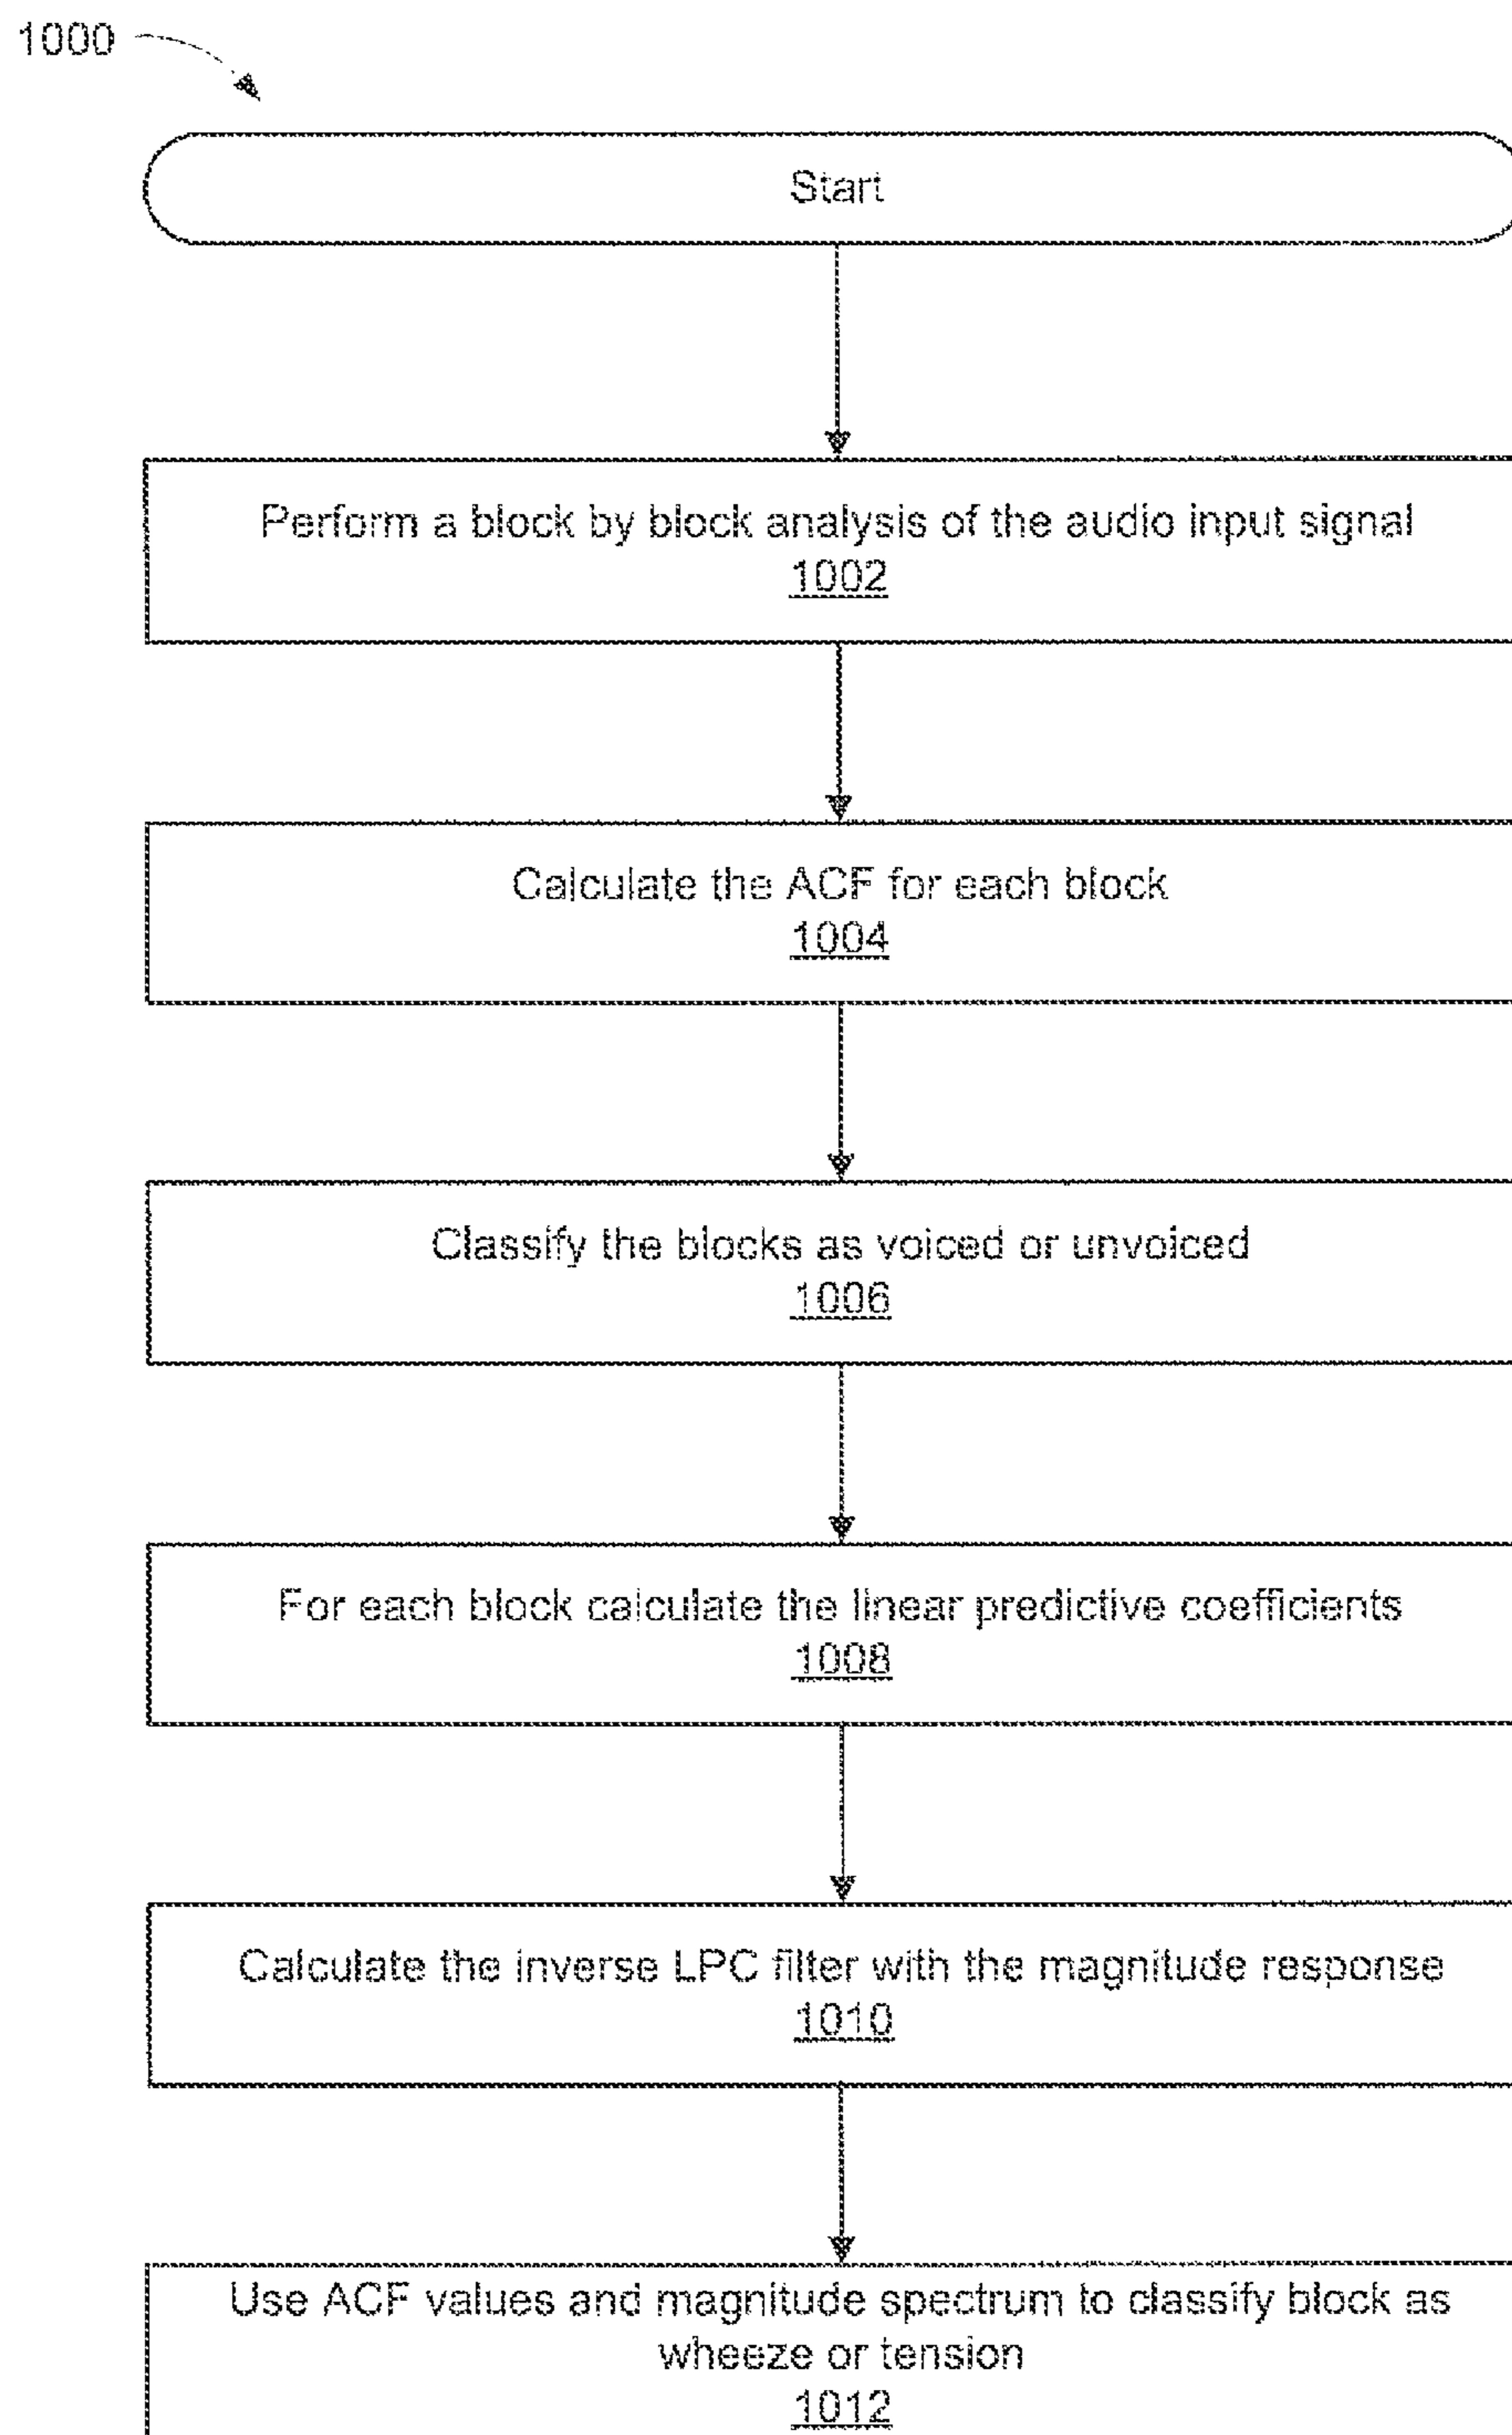 1000
Start
Perform a block by block analysis of the audio input signal
1002
Calculate the ACF for each block
1004
Classify the blocks as voiced or unvoiced
1006
For each block calculate the linear predictive coefficients
1008
Calculate the inverse LPC filter with the magnitude response
1010
Use ACF values and magnitude spectrum to classify block as
wheeze or tension
1012